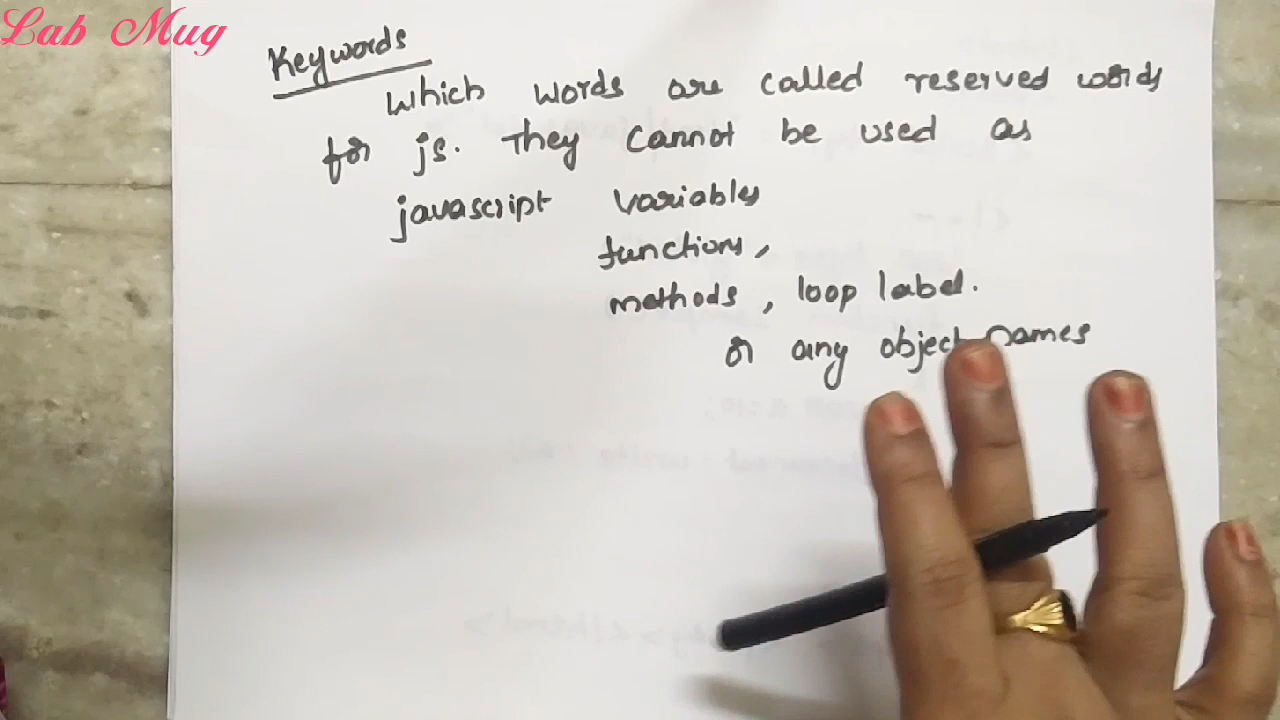 Lab Mug
Keywords
Which words are called reserved words
for js. They cannot be used as
javascript variables
functions,
methods, loop label.
or any object names